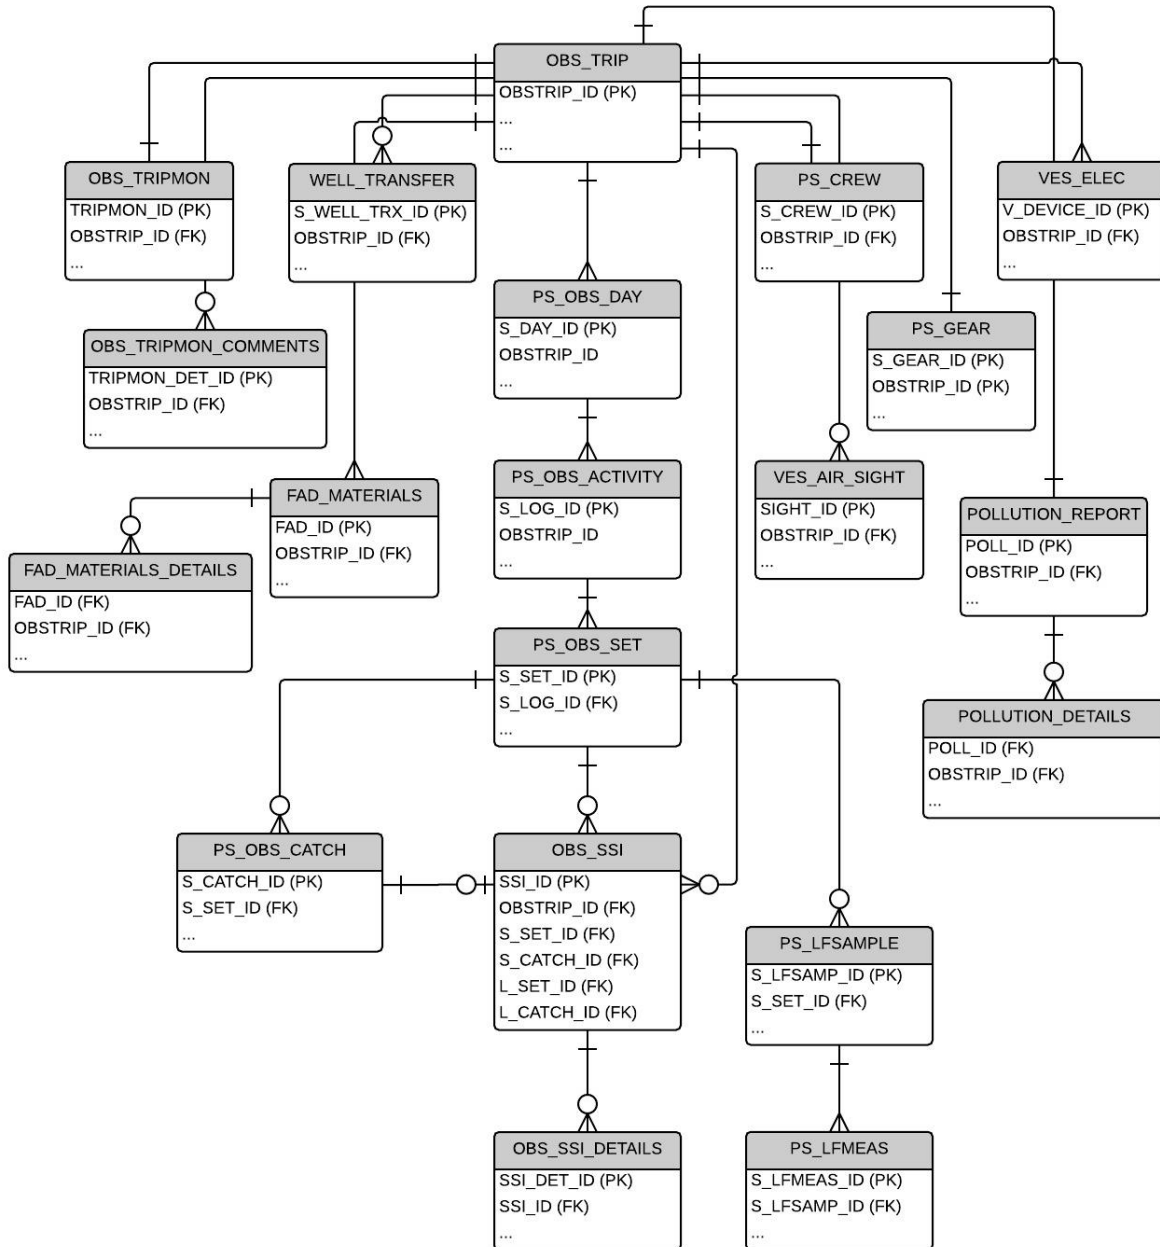 OBS_TRIP
OBSTRIP_ID (PK)
...
...
OBS_TRIPMON
TRIPMON_ID (PK)
OBSTRIP_ID (FK)
...
WELL_TRANSFER
S_WELL_TRX_ID (PK)
OBSTRIP_ID (FK)
...
PS_CREW
S_CREW_ID (PK)
OBSTRIP_ID (FK)
...
VES_ELEC
V_DEVICE_ID (PK)
OBSTRIP_ID (FK)
...
PS_OBS_DAY
S_DAY_ID (PK)
OBSTRIP_ID
...
PS_GEAR
S_GEAR_ID (PK)
OBSTRIP_ID (PK)
...
OBS_TRIPMON_COMMENTS
TRIPMON_DET_ID (PK)
OBSTRIP_ID (FK)
...
PS_OBS_ACTIVITY
S_LOG_ID (PK)
OBSTRIP_ID
...
VES_AIR_SIGHT
SIGHT_ID (PK)
OBSTRIP_ID (FK)
...
FAD_MATERIALS
FAD_ID (PK)
OBSTRIP_ID (FK)
...
POLLUTION_REPORT
POLL_ID (PK)
OBSTRIP_ID (FK)
...
FAD_MATERIALS_DETAILS
FAD_ID (FK)
OBSTRIP_ID (FK)
...
PS_OBS_SET
S_SET_ID (PK)
S_LOG_ID (FK)
...
POLLUTION_DETAILS
POLL_ID (FK)
OBSTRIP_ID (FK)
...
PS_OBS_CATCH
S_CATCH_ID (PK)
S_SET_ID (FK)
...
OBS_SSI
SSI_ID (PK)
OBSTRIP_ID (FK)
S_SET_ID (FK)
S_CATCH_ID (FK)
L_SET_ID (FK)
L_CATCH_ID (FK)
PS_LFSAMPLE
S_LFSAMP_ID (PK)
S_SET_ID (FK)
...
OBS_SSI_DETAILS
SSI_DET_ID (PK)
SSI_ID (FK)
...
PS_LFMEAS
S_LFMEAS_ID (PK)
S_LFSAMP_ID (FK)
...